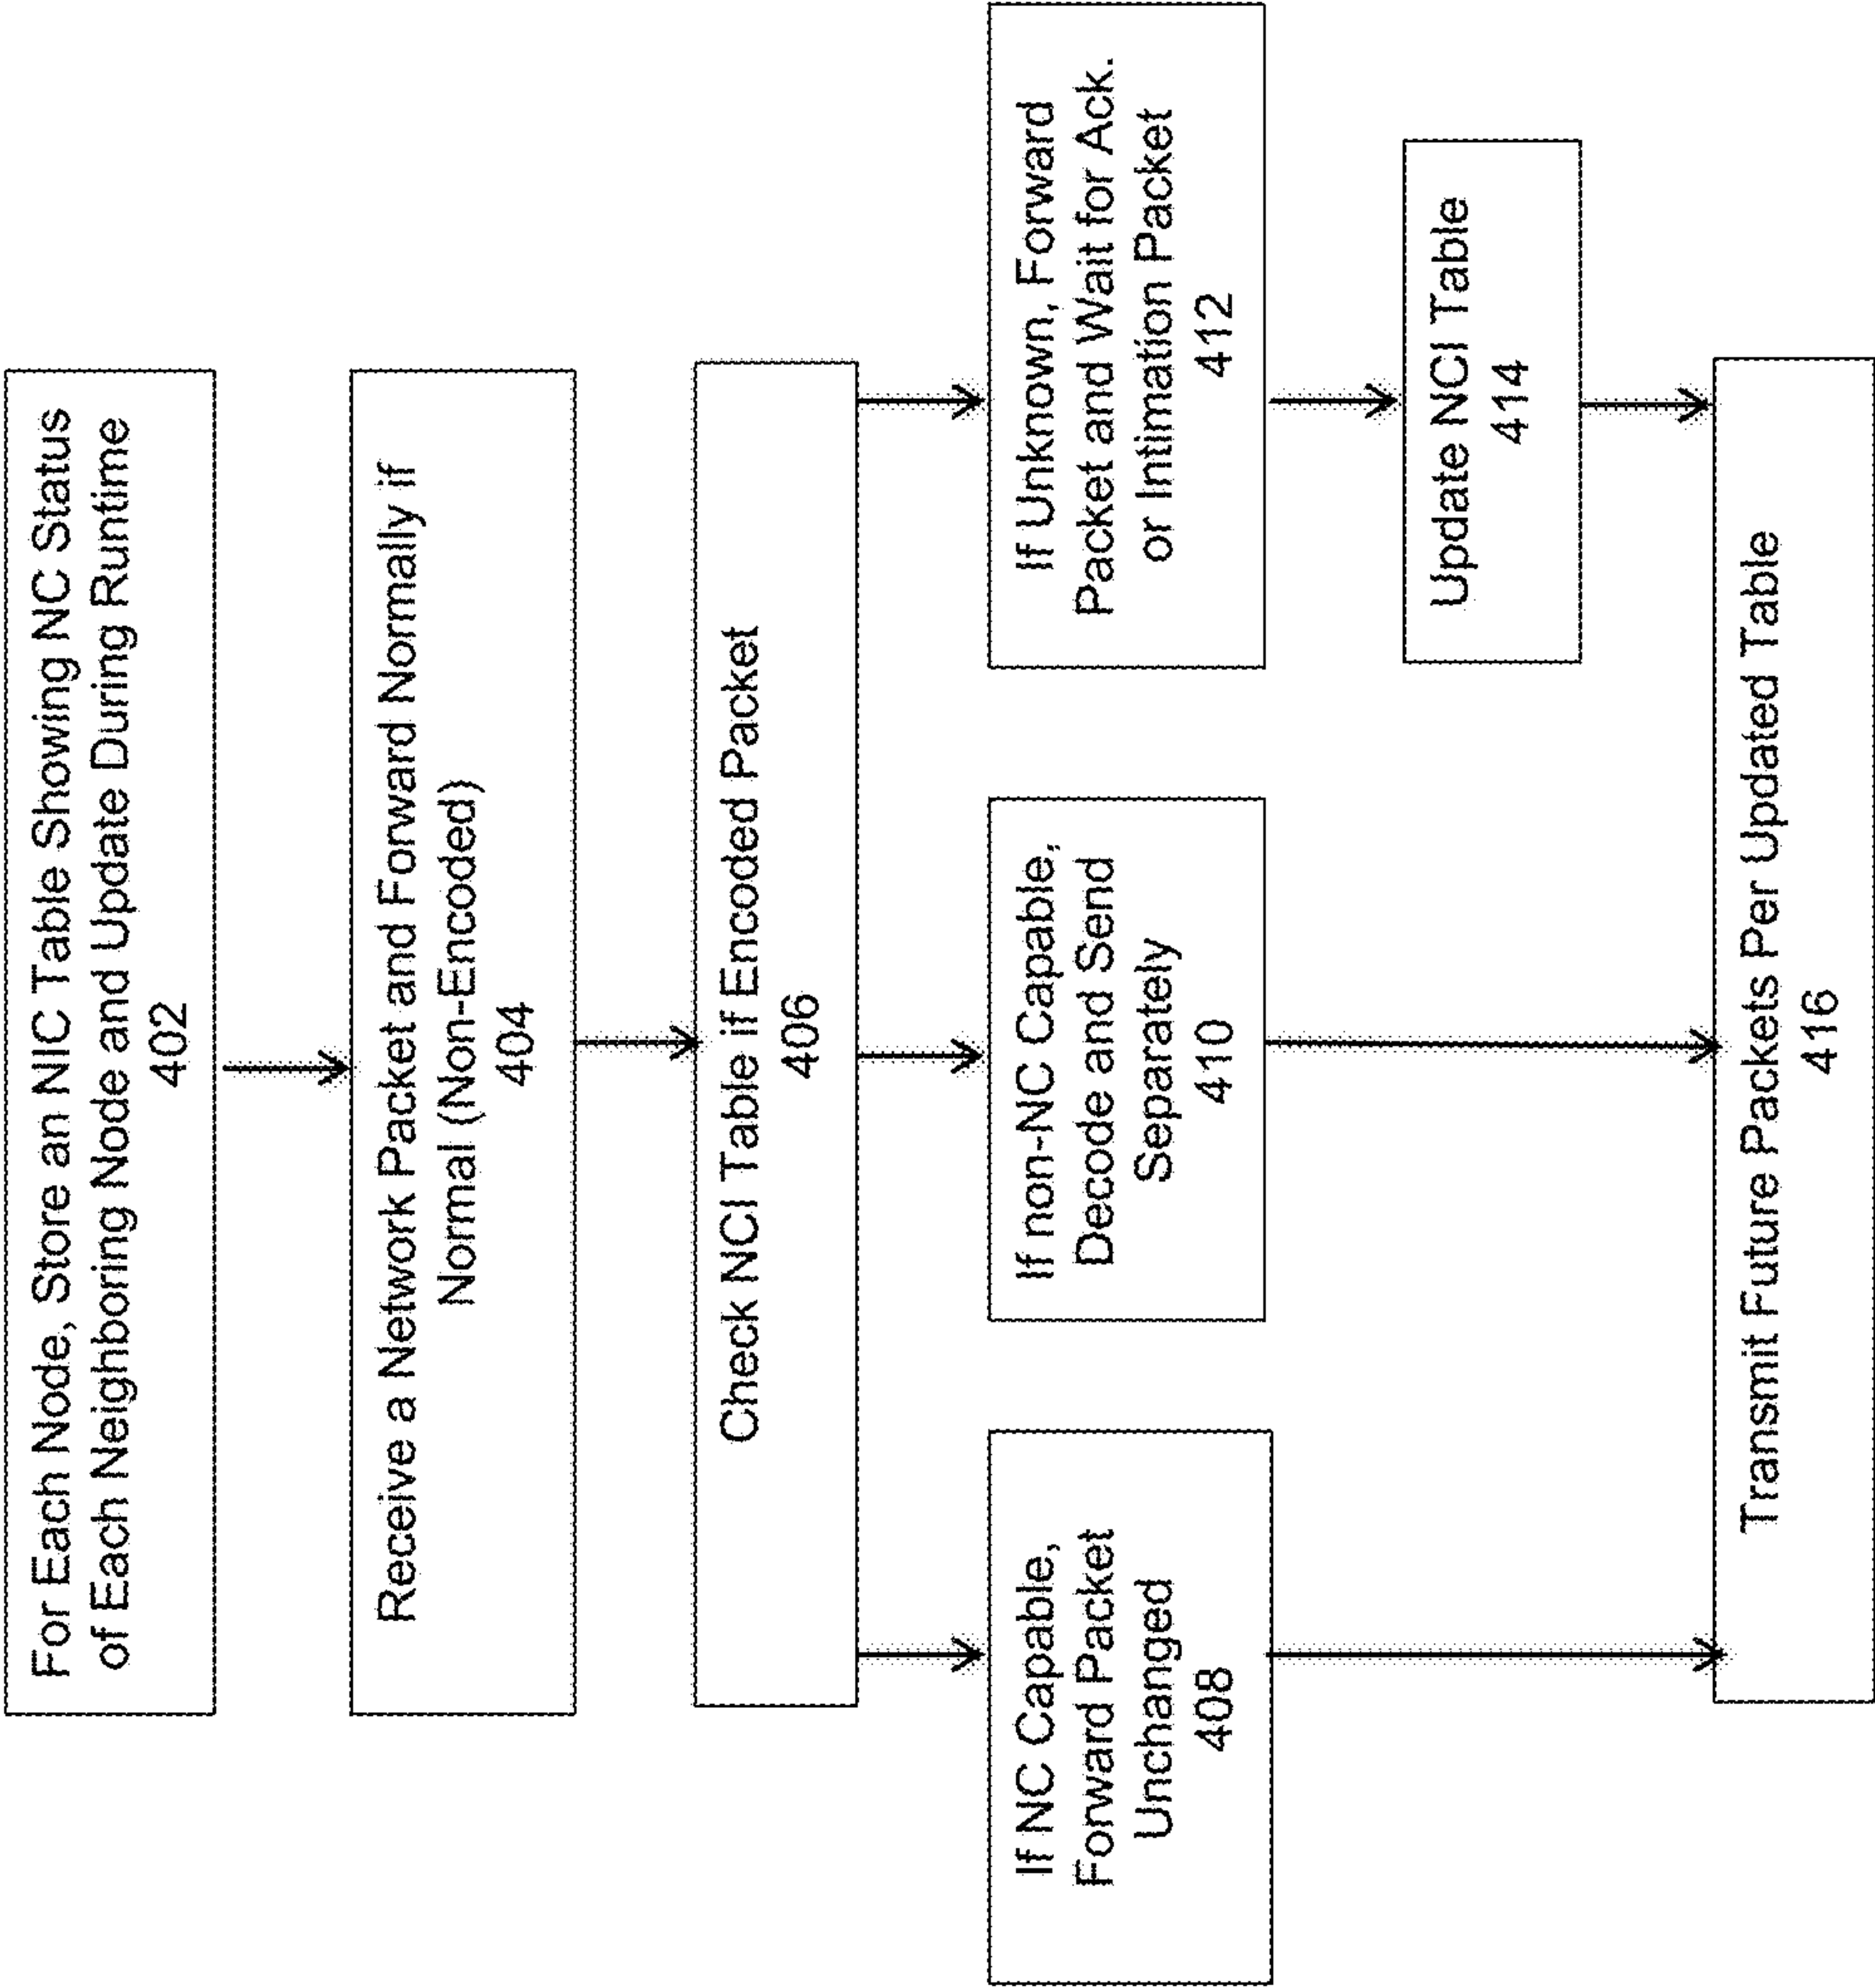 For Each Node, Store an NIC Table Showing NC Status
of Each Neighboring Node and Update During Runtime
402
Receive a Network Packet and Forward Normally if
Normal (Non-Encoded)
404
Check NCI Table if Encoded Packet
406
If NC Capable,
Forward Packet
Unchanged
408
If non-NC Capable,
Decode and Send
Separately
410
If Unknown, Forward
Packet and Wait for Ack.
or Intimation Packet
412
Update NCI Table
414
Transmit Future Packets Per Updated Table
416